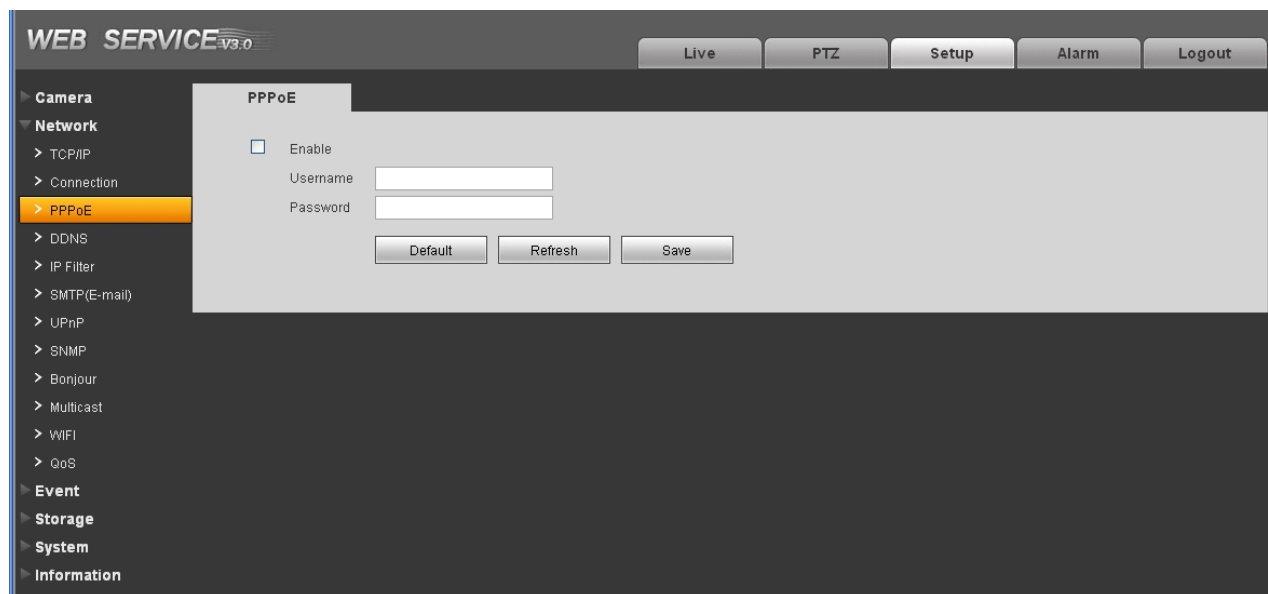 WEB SERVICE V3.0
Live PTZ Setup Alarm Logout
Camera
Network
TCP/IP
Connection
PPPoE
DDNS
IP Filter
SMTP(E-mail)
UPnP
SNMP
Bonjour
Multicast
WIFI
QoS
Event
Storage
System
Information
PPPoE
Enable
Username
Password
Default Refresh Save